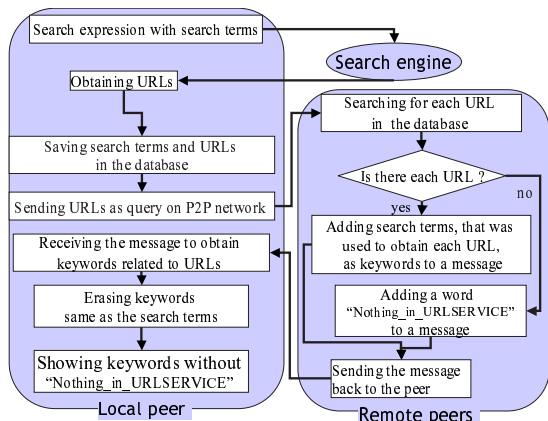 Search expression with search terms
Search engine
Obtaining URLs
Saving search terms and URLs
in the database
Sending URLs as query on P2P network
Receiving the message to obtain
keywords related to URLs
Erasing keywords
same as the search terms
Showing keywords without
“Nothing_in_URLSERVICE”
Local peer
Searching for each URL
in the database
Is there each URL ?
yes
no
Adding search terms, that was
used to obtain each URL,
as keywords to a message
Adding a word
“Nothing_in_URLSERVICE”
to a message
Sending the message
back to the peer
Remote peers